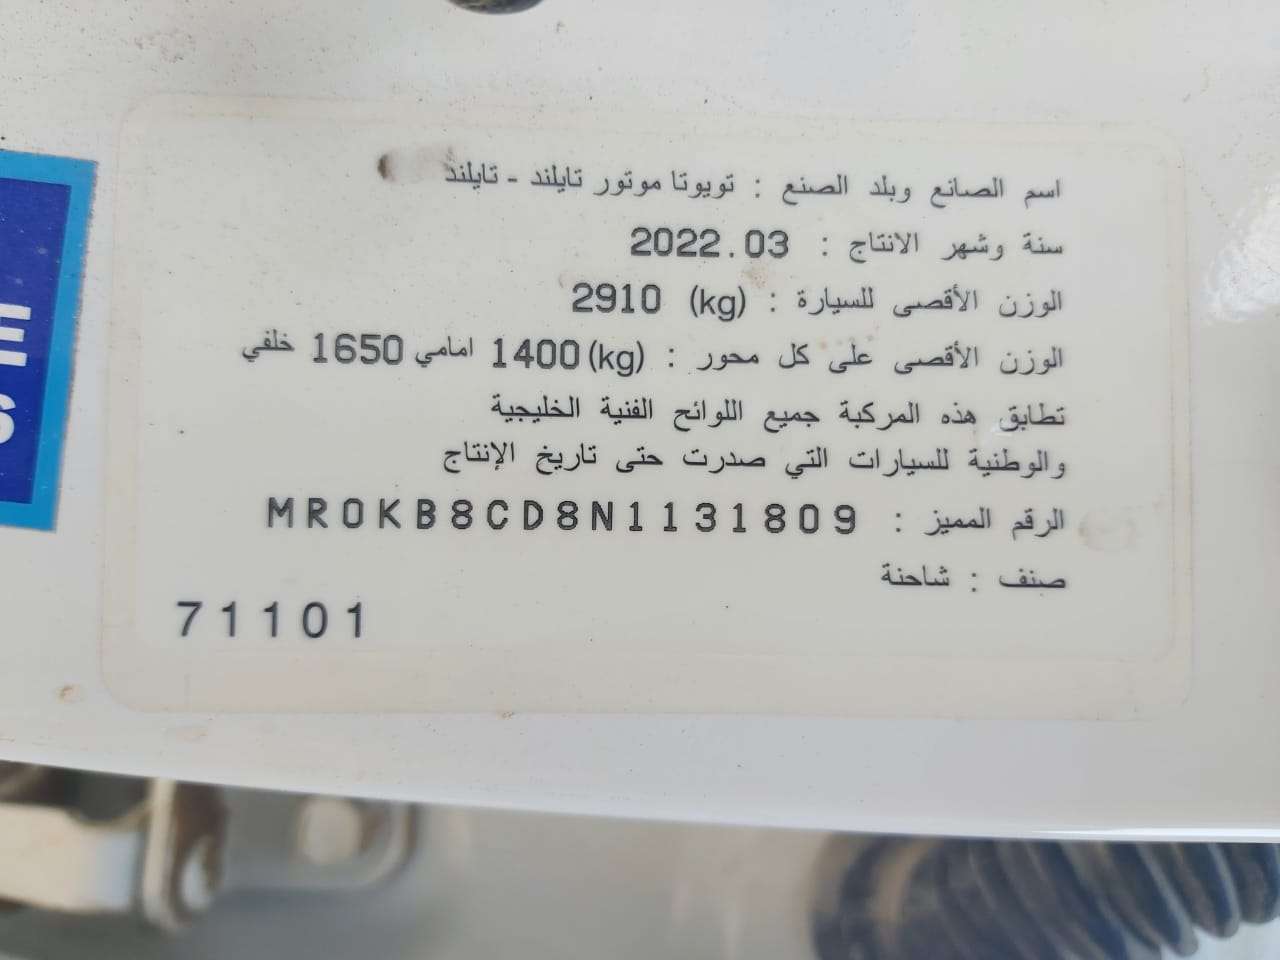 اسم الصانع وبلد الصنع : تويوتا موتور تايلند - تايلند
سنة وشهر الانتاج : 2022.03
الوزن الأقصى للسيارة : (kg) 2910
الوزن الأقصى على كل محور : (kg) 1400 امامي 1650 خلفي
تطابق هذه المركبة جميع اللوائح الفنية الخليجية
والوطنية للسيارات التي صدرت حتى تاريخ الإنتاج
الرقم المميز : MR0KB8CD8N1131809
صنف : شاحنة
71101